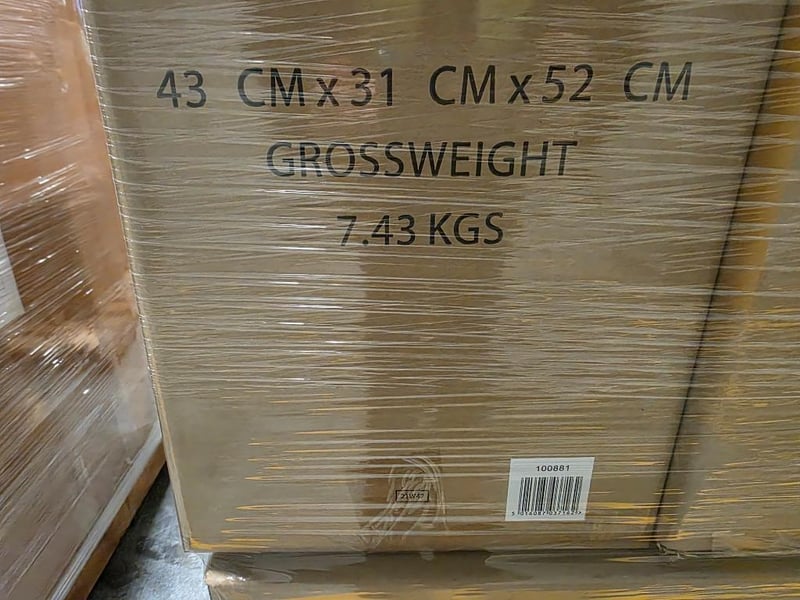 43 CM x 31 CM x 52 CM
GROSSWEIGHT
7.43 KGS
100881